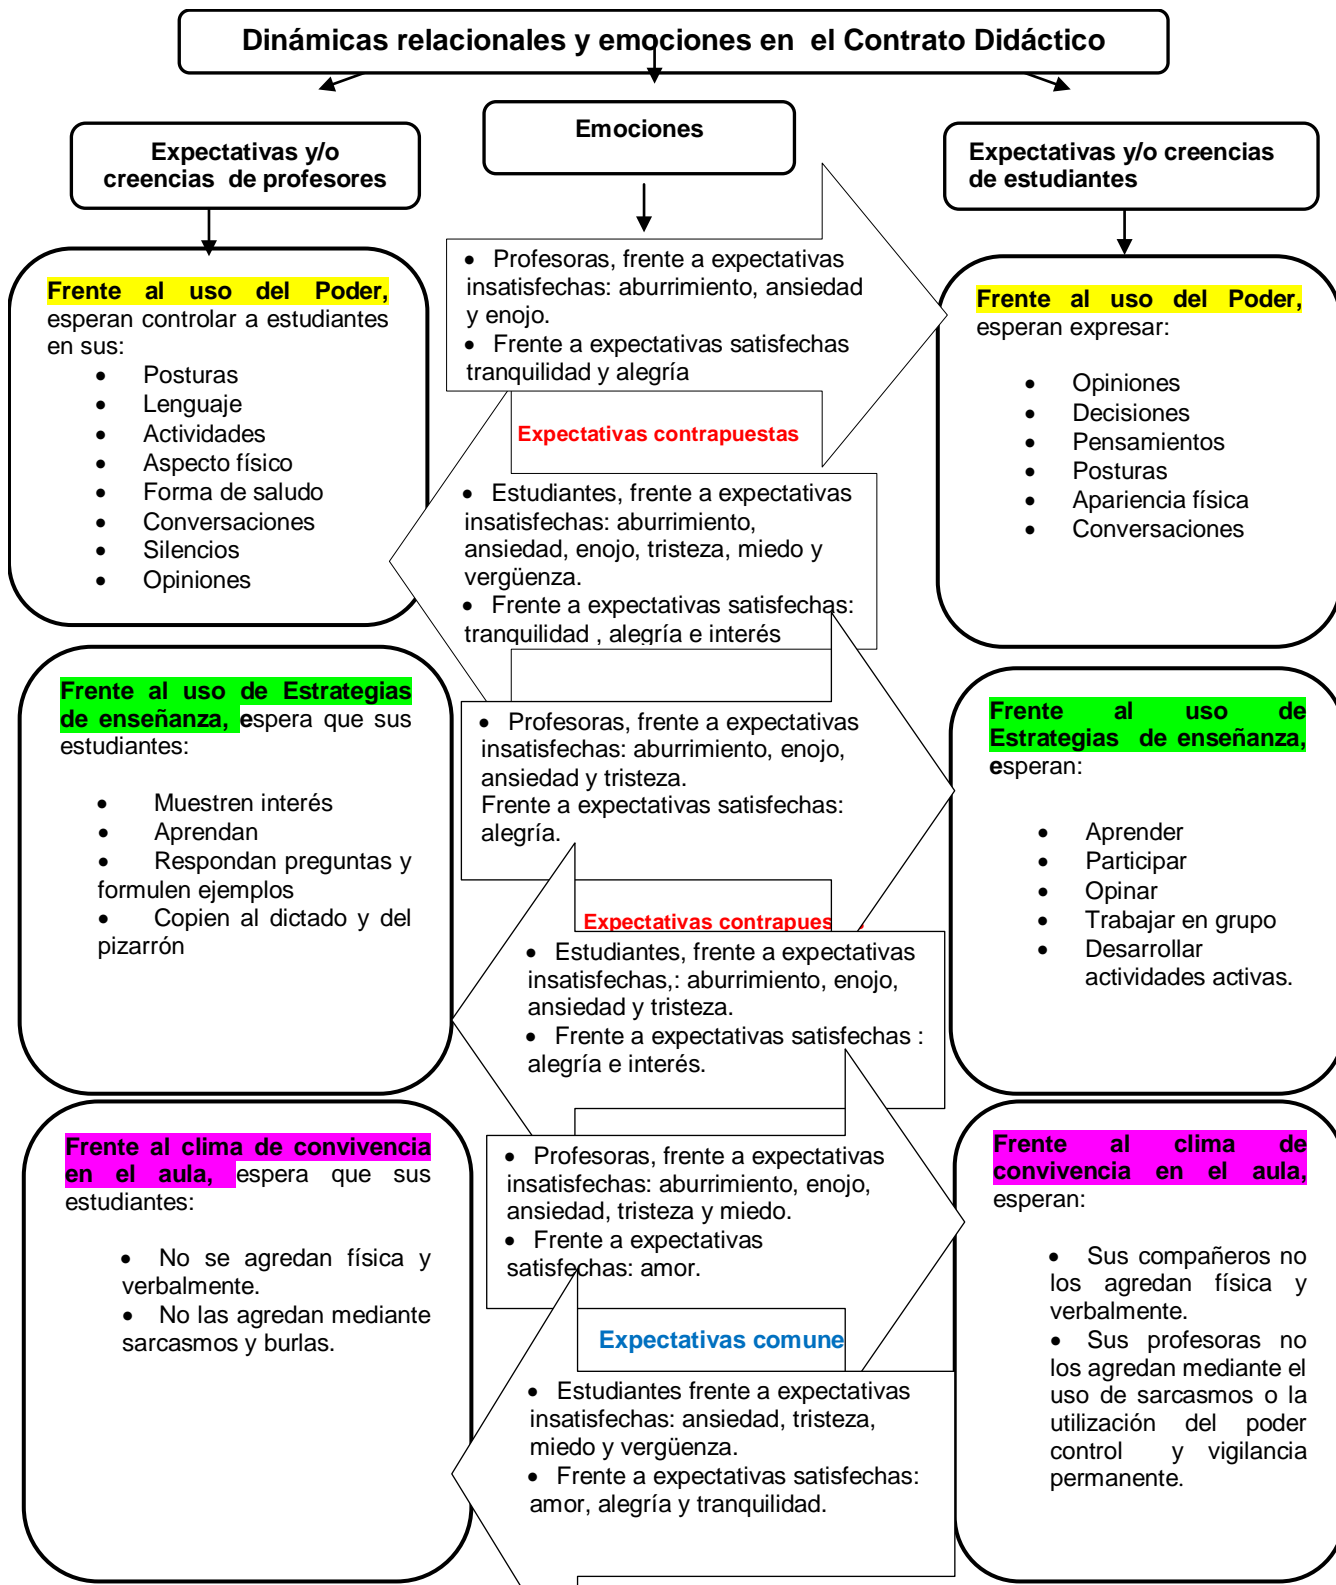 Dinámicas relacionales y emociones en el Contrato Didáctico
Expectativas y/o
creencias de profesores
Emociones
Expectativas y/o creencias
de estudiantes
Frente al uso del Poder,
esperan controlar a estudiantes
en sus:
• Posturas
• Lenguaje
• Actividades
• Aspecto físico
• Forma de saludo
• Conversaciones
• Silencios
• Opiniones
• Profesoras, frente a expectativas
insatisfechas: aburrimiento, ansiedad
y enojo.
• Frente a expectativas satisfechas
tranquilidad y alegría
Expectativas contrapuestas
• Estudiantes, frente a expectativas
insatisfechas: aburrimiento,
ansiedad, enojo, tristeza, miedo y
vergüenza.
• Frente a expectativas satisfechas:
tranquilidad , alegría e interés
Frente al uso del Poder,
esperan expresar:
• Opiniones
• Decisiones
• Pensamientos
• Posturas
• Apariencia física
• Conversaciones
Frente al uso de Estrategias
de enseñanza, espera que sus
estudiantes:
• Muestren interés
• Aprendan
• Respondan preguntas y
formulen ejemplos
• Copien al dictado y del
pizarrón
• Profesoras, frente a expectativas
insatisfechas: aburrimiento, enojo,
ansiedad y tristeza.
Frente a expectativas satisfechas:
alegría.
Expectativas contrapues
• Estudiantes, frente a expectativas
insatisfechas,: aburrimiento, enojo,
ansiedad y tristeza.
• Frente a expectativas satisfechas :
alegría e interés.
Frente al uso de
Estrategias de enseñanza,
esperan:
• Aprender
• Participar
• Opinar
• Trabajar en grupo
• Desarrollar
actividades activas.
Frente al clima de convivencia
en el aula, espera que sus
estudiantes:
• No se agredan física y
verbalmente.
• No las agredan mediante
sarcasmos y burlas.
• Profesoras, frente a expectativas
insatisfechas: aburrimiento, enojo,
ansiedad, tristeza y miedo.
• Frente a expectativas
satisfechas: amor.
Expectativas comune
• Estudiantes frente a expectativas
insatisfechas: ansiedad, tristeza,
miedo y vergüenza.
• Frente a expectativas satisfechas:
amor, alegría y tranquilidad.
Frente al clima de
convivencia en el aula,
esperan:
• Sus compañeros no
los agredan física y
verbalmente.
• Sus profesoras no
los agredan mediante el
uso de sarcasmos o la
utilización del poder
control y vigilancia
permanente.